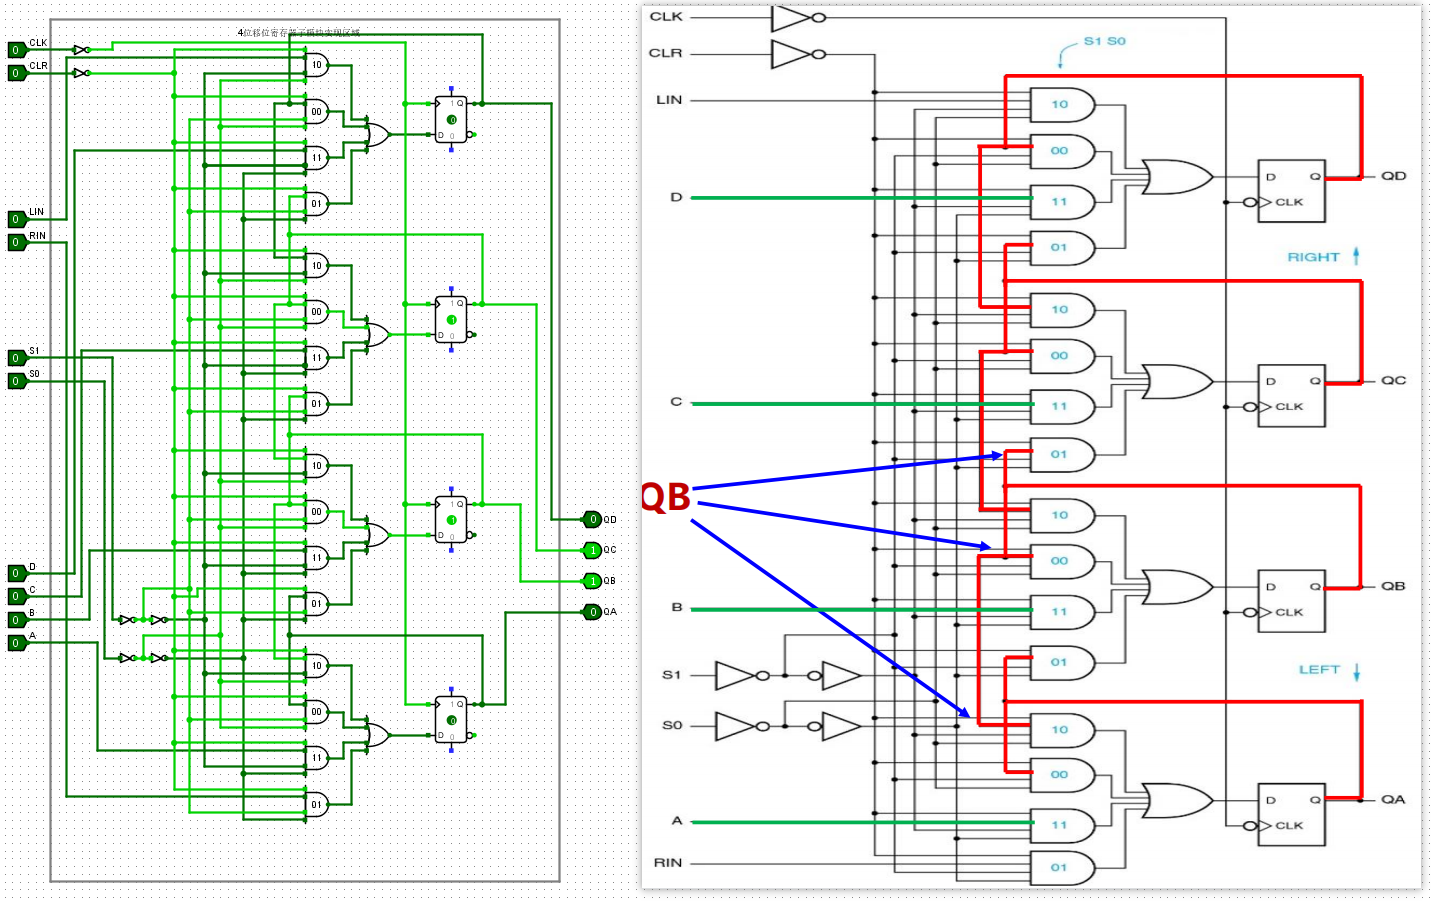 4位移位寄存器子模块实现区域
0 CLK
0 CLR
0 LIN
0 RIN
0 S1
0 S0
0 D
0 C
0 B
0 A
10
00
11
01
1 Q
0
D 0
10
00
11
01
1 Q
1
D 0
10
00
11
01
1 Q
1
D 0
10
00
11
01
1 Q
0
D 0
0 QD
1 QC
1 QB
0 QA
CLK
CLR
S1 S0
LIN
10
00
D
11
01
D Q QD
CLK
RIGHT
10
00
C
11
01
D Q QC
CLK
QB
10
00
B
11
01
D Q QB
CLK
S1
S0
LEFT
10
00
A
11
RIN
01
D Q QA
CLK